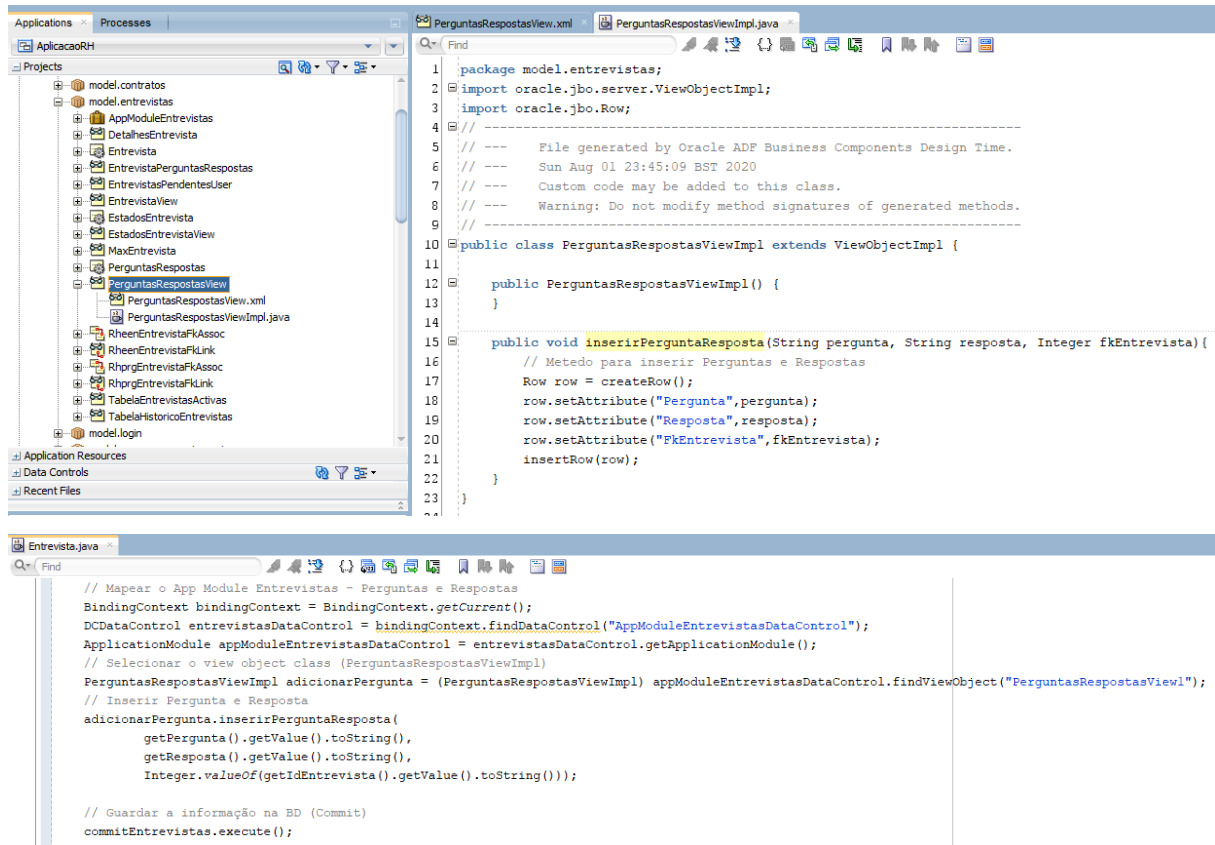 Applications
Processes
AplicacaoRH
Projects
model.contratos
model.entrevistas
AppModuleEntrevistas
DetalhesEntrevista
Entrevista
EntrevistaPerguntasRespostas
EntrevistasPendentesUser
EntrevistaView
EstadosEntrevista
EstadosEntrevistaView
MaxEntrevista
PerguntasRespostas
PerguntasRespostasView
PerguntasRespostasView.xml
PerguntasRespostasViewImpl.java
RheenEntrevistaFkAssoc
RheenEntrevistaFkLink
RhprgEntrevistaFkAssoc
RhprgEntrevistaFkLink
TabelaEntrevistasActivas
TabelaHistoricoEntrevistas
model.login
Application Resources
Data Controls
Recent Files
PerguntasRespostasView.xml
PerguntasRespostasViewImpl.java
Find
1 package model.entrevistas;
2 import oracle.jbo.server.ViewObjectImpl;
3 import oracle.jbo.Row;
4 // ---------------------------------------------------------------------
5 // --- File generated by Oracle ADF Business Components Design Time.
6 // --- Sun Aug 01 23:45:09 BST 2020
7 // --- Custom code may be added to this class.
8 // --- Warning: Do not modify method signatures of generated methods.
9 // ---------------------------------------------------------------------
10 public class PerguntasRespostasViewImpl extends ViewObjectImpl {
11
12 public PerguntasRespostasViewImpl() {
13 }
14
15 public void inserirPerguntaResposta(String pergunta, String resposta, Integer fkEntrevista){
16 // Metedo para inserir Perguntas e Respostas
17 Row row = createRow();
18 row.setAttribute("Pergunta",pergunta);
19 row.setAttribute("Resposta",resposta);
20 row.setAttribute("FkEntrevista",fkEntrevista);
21 insertRow(row);
22 }
23 }
Entrevista.java
Find
// Mapear o App Module Entrevistas - Perguntas e Respostas
BindingContext bindingContext = BindingContext.getCurrent();
DCDataControl entrevistasDataControl = bindingContext.findDataControl("AppModuleEntrevistasDataControl");
ApplicationModule appModuleEntrevistasDataControl = entrevistasDataControl.getApplicationModule();
// Selecionar o view object class (PerguntasRespostasViewImpl)
PerguntasRespostasViewImpl adicionarPergunta = (PerguntasRespostasViewImpl) appModuleEntrevistasDataControl.findViewObject("PerguntasRespostasView1");
// Inserir Pergunta e Resposta
adicionarPergunta.inserirPerguntaResposta(
getPergunta().getValue().toString(),
getResposta().getValue().toString(),
Integer.valueOf(getIdEntrevista().getValue().toString()));
// Guardar a informação na BD (Commit)
commitEntrevistas.execute();